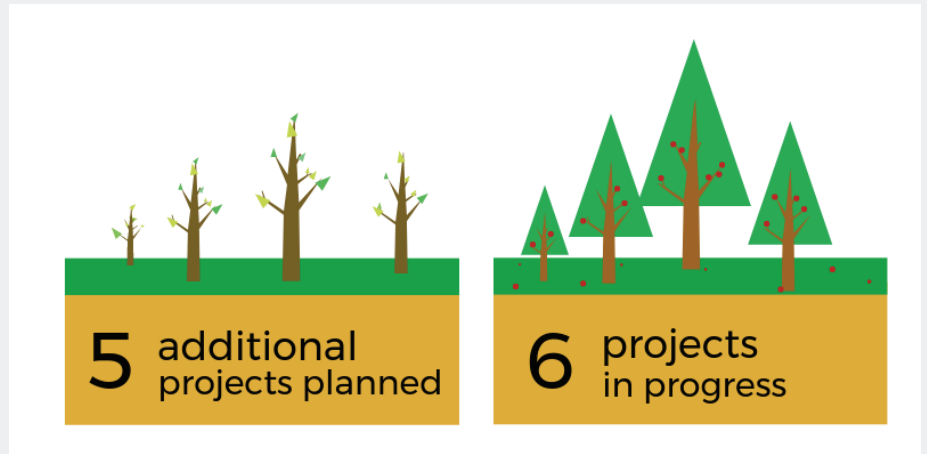 5 additional
projects planned
6 projects
in progress